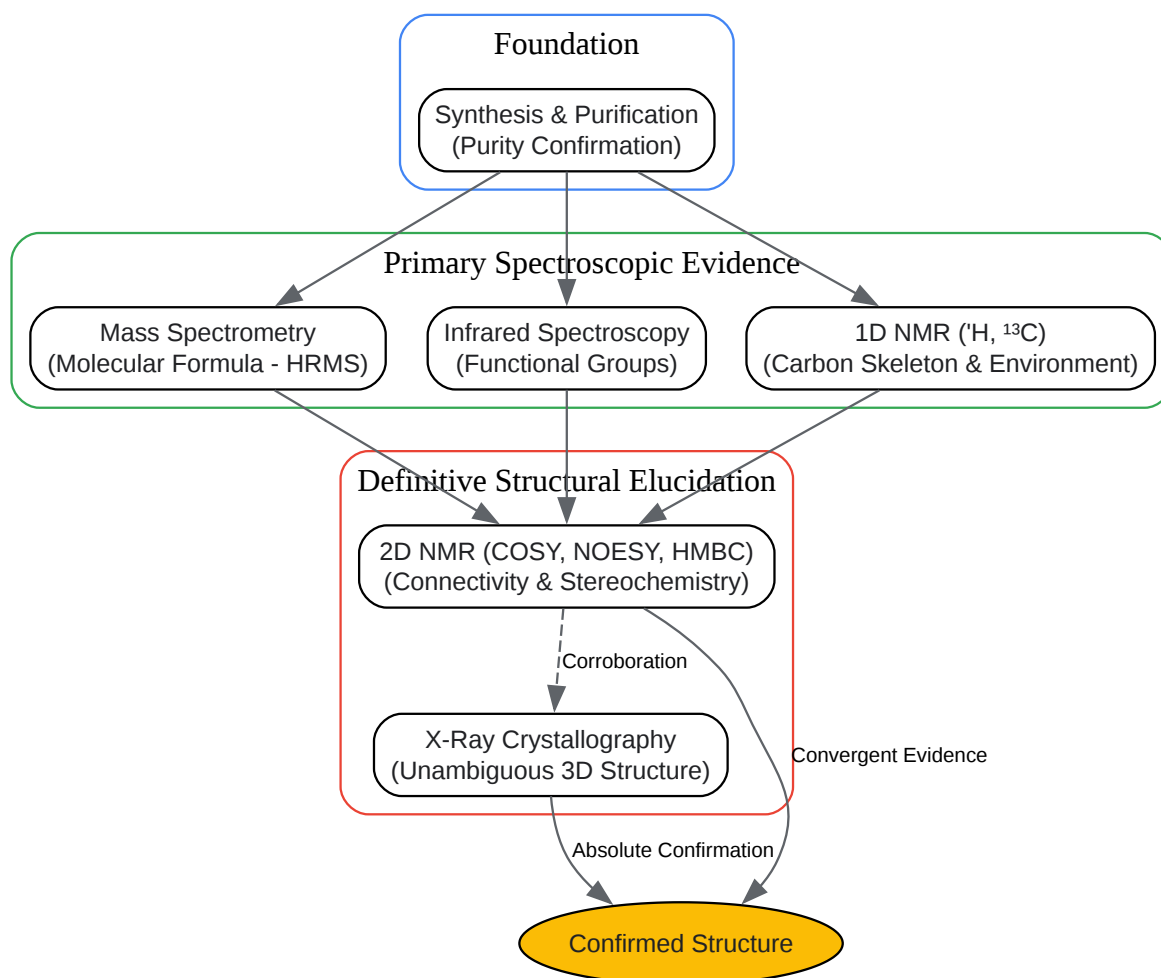 Foundation
Synthesis & Purification
(Purity Confirmation)
Primary Spectroscopic Evidence
Mass Spectrometry
(Molecular Formula - HRMS)
Infrared Spectroscopy
(Functional Groups)
1D NMR ('H, ¹³C)
(Carbon Skeleton & Environment)
Definitive Structural Elucidation
2D NMR (COSY, NOESY, HMBC)
(Connectivity & Stereochemistry)
Corroboration
X-Ray Crystallography
(Unambiguous 3D Structure)
Convergent Evidence
Absolute Confirmation
Confirmed Structure